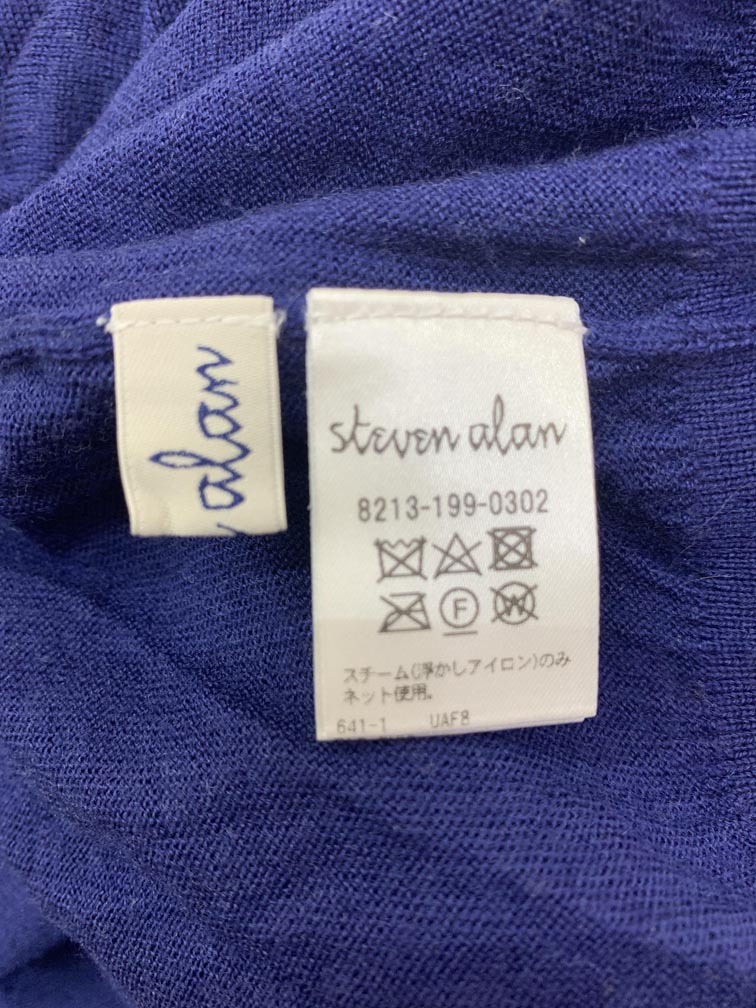 alan
steven alan
8213-199-0302
F W
スチーム(浮かしアイロン)のみ
ネット使用。
641-1 UAF8